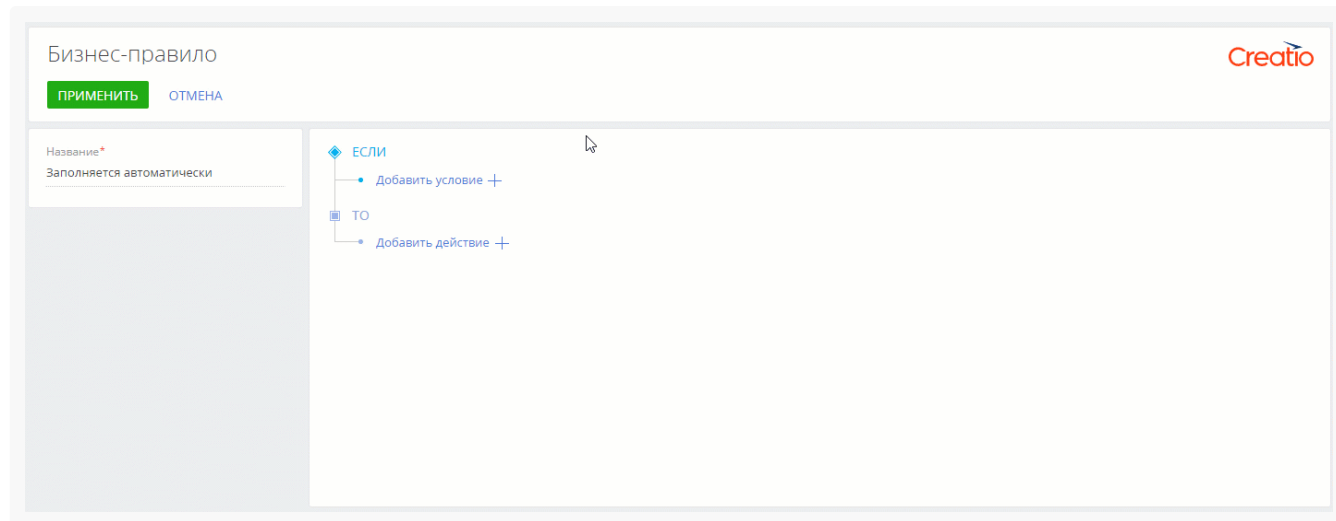 Бизнес-правило
Creatio
ПРИМЕНИТЬ ОТМЕНА
Название*
Заполняется автоматически
ЕСЛИ
Добавить условие
ТО
Добавить действие